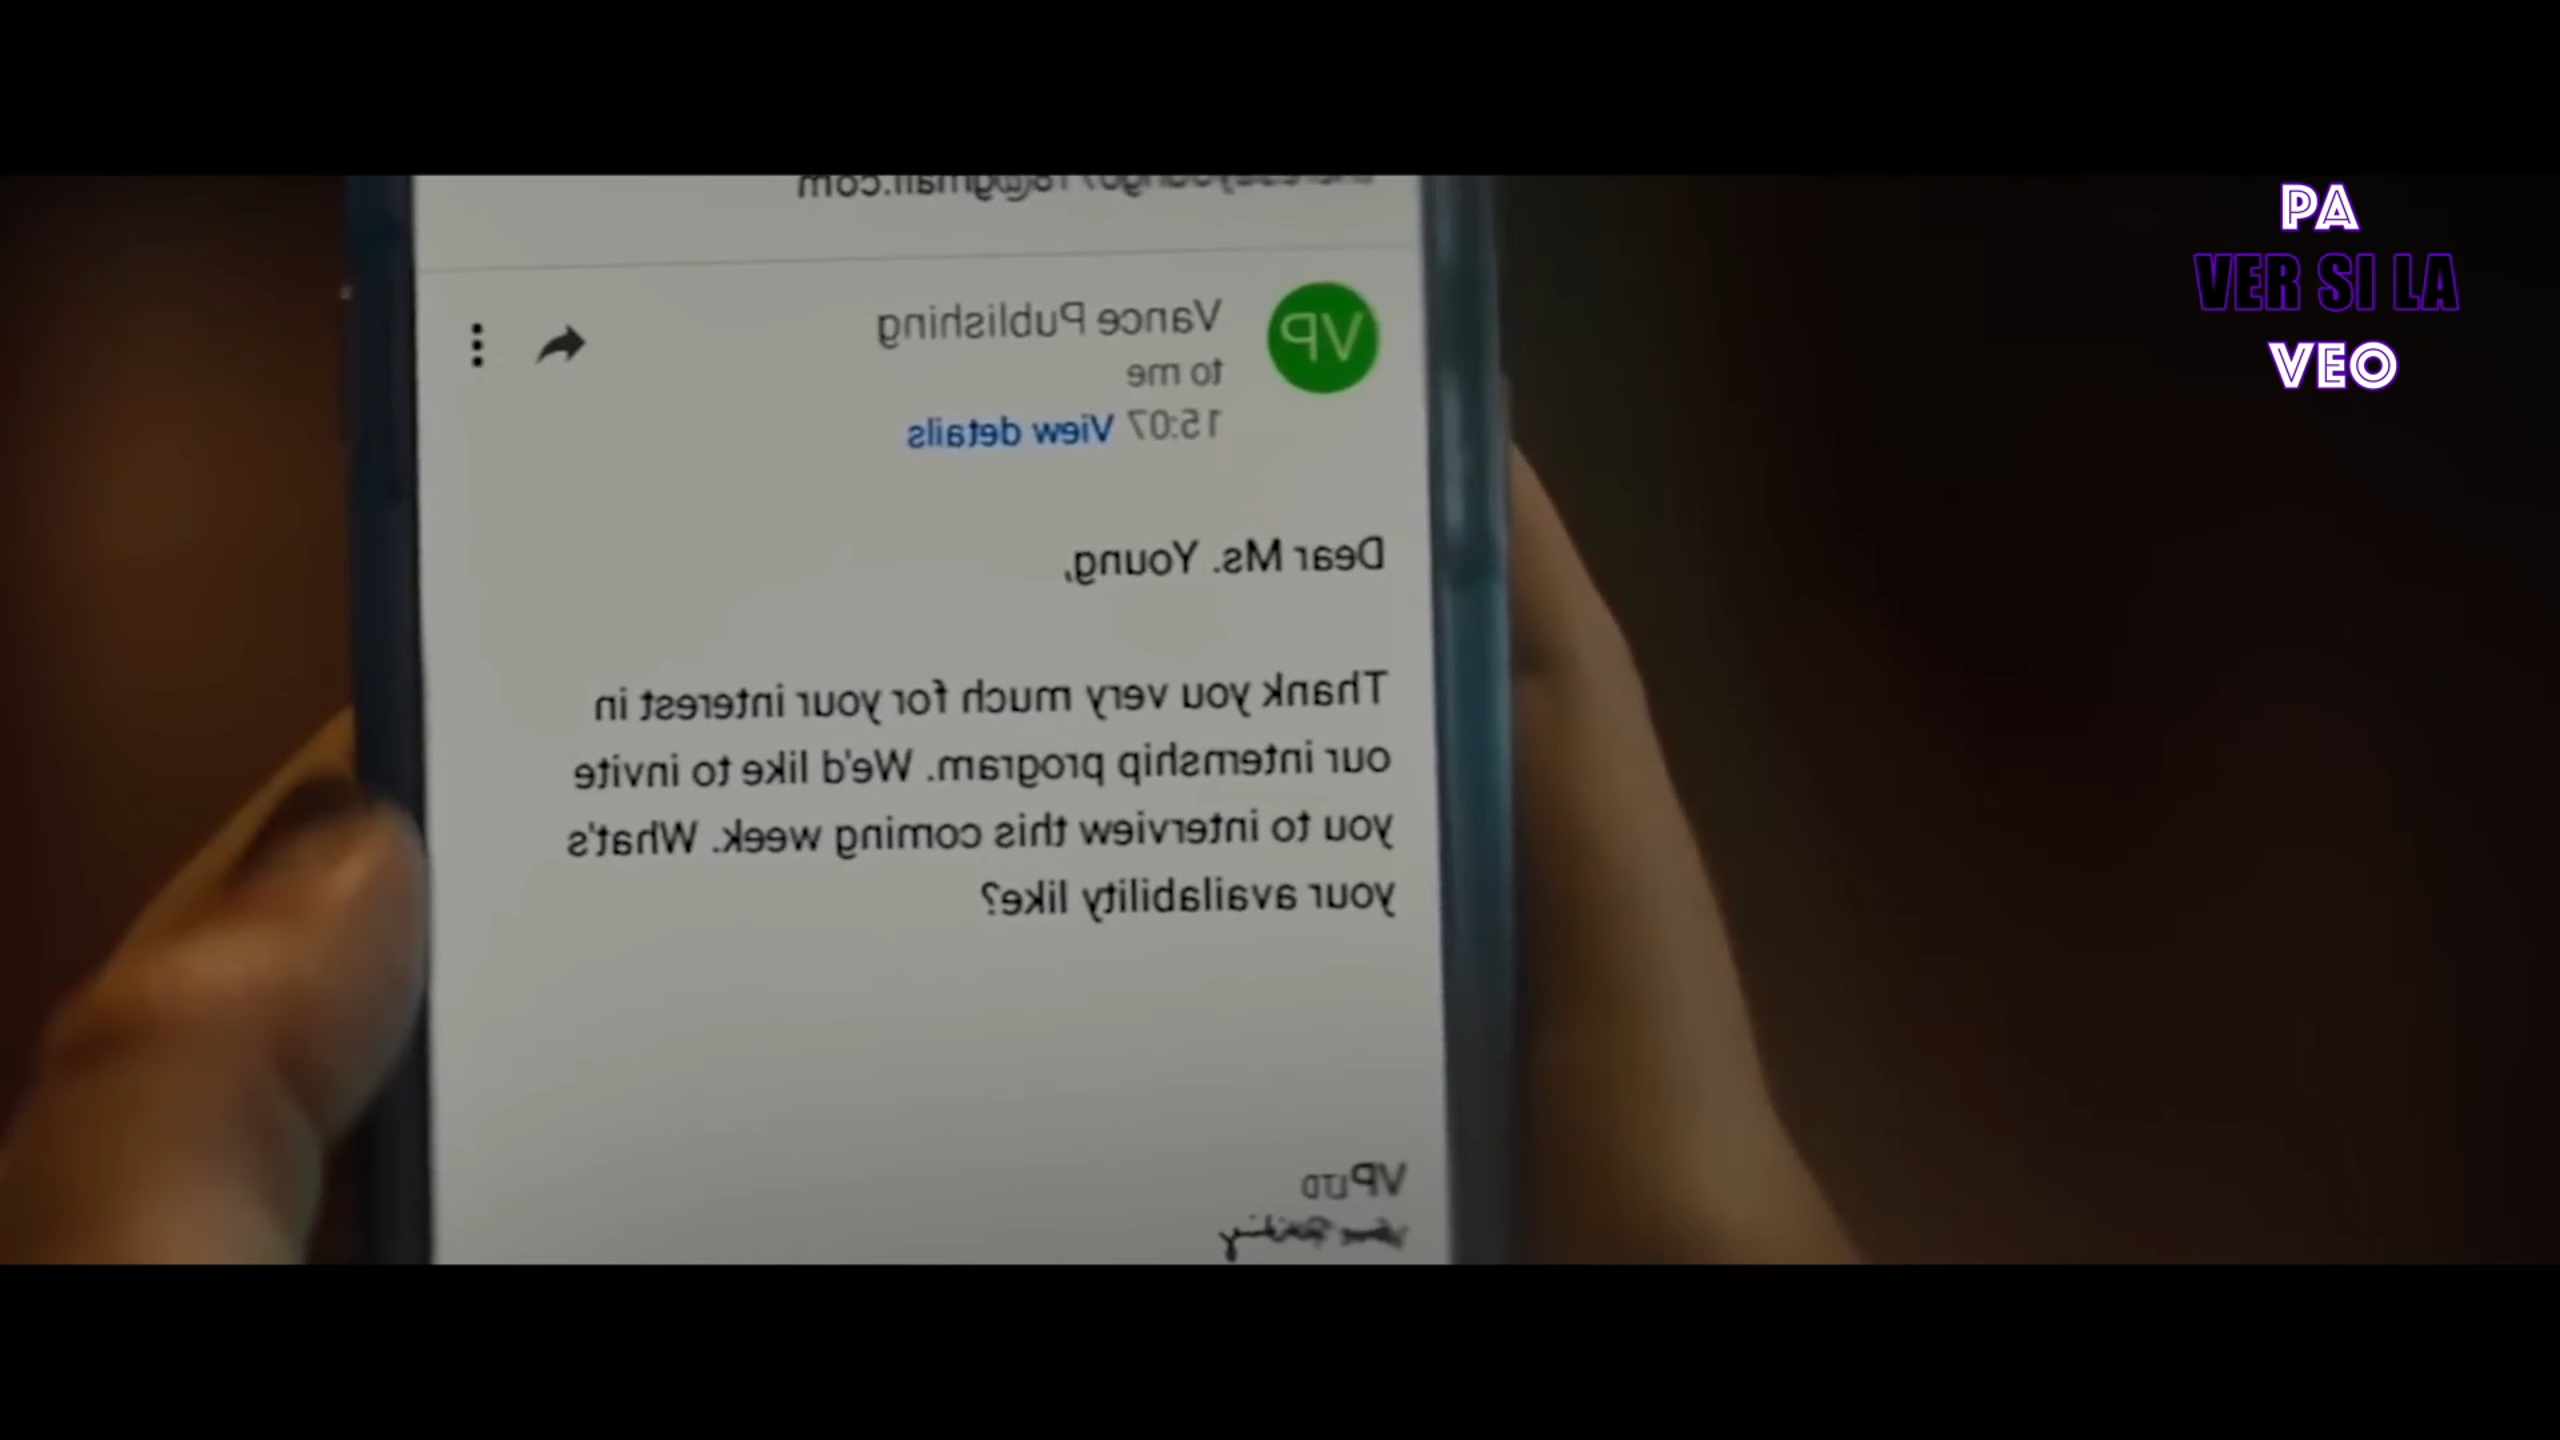 PA
VER SI LA
VEO
VP
Vance Publishing
to me
15:07 View details
Dear Ms. Young,
Thank you very much for your interest in
our internship program. We'd like to invite
you to interview this coming week. What's
your availability like?
VPLTD